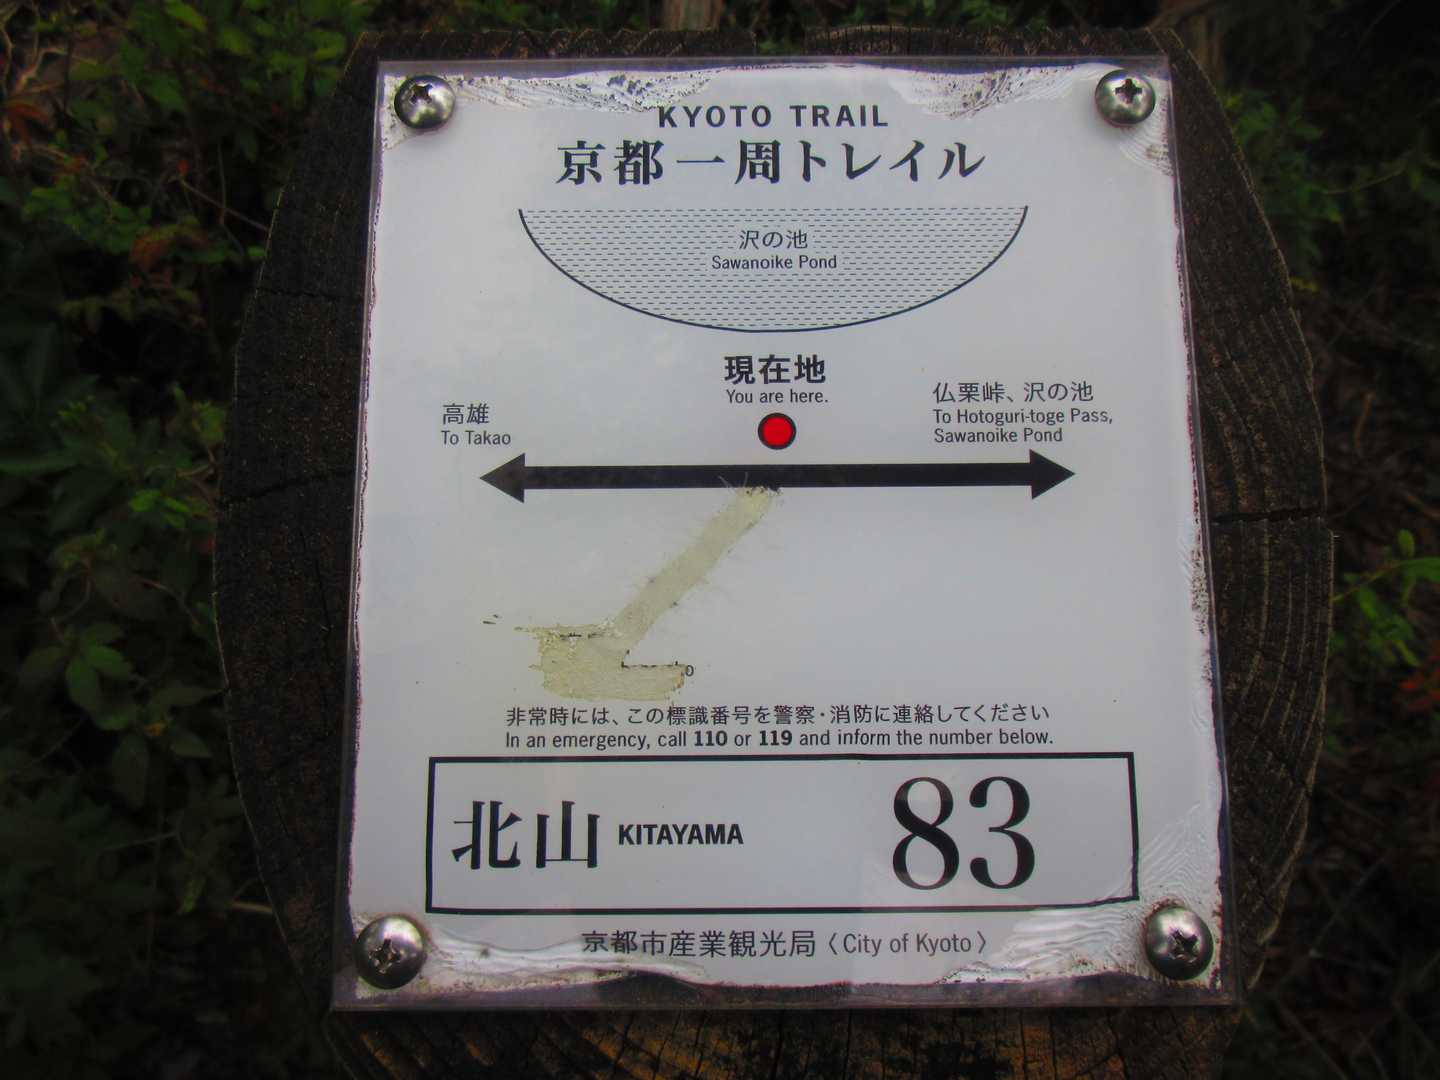 KYOTO TRAIL
京都一周トレイル
沢の池
Sawanoike Pond
現在地
You are here.
高雄
To Takao
仏栗峠、沢の池
To Hotoguri-toge Pass,
Sawanoike Pond
非常時には、この標識番号を警察・消防に連絡してください
In an emergency, call 110 or 119 and inform the number below.
北山 KITAYAMA 83
京都市産業観光局〈City of Kyoto〉